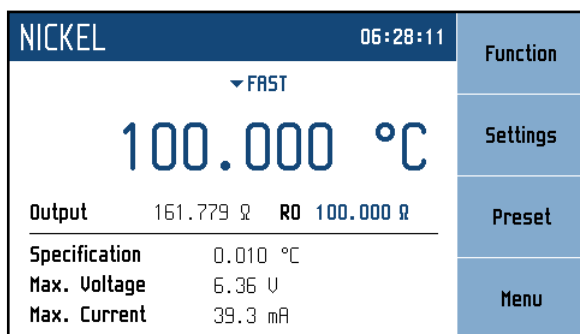 NICKEL 06:28:11
FAST
100.000 °C
Output 161.779 Ω R0 100.000 Ω
Specification 0.010 °C
Max. Voltage 6.36 V
Max. Current 39.3 mA
Function
Settings
Preset
Menu